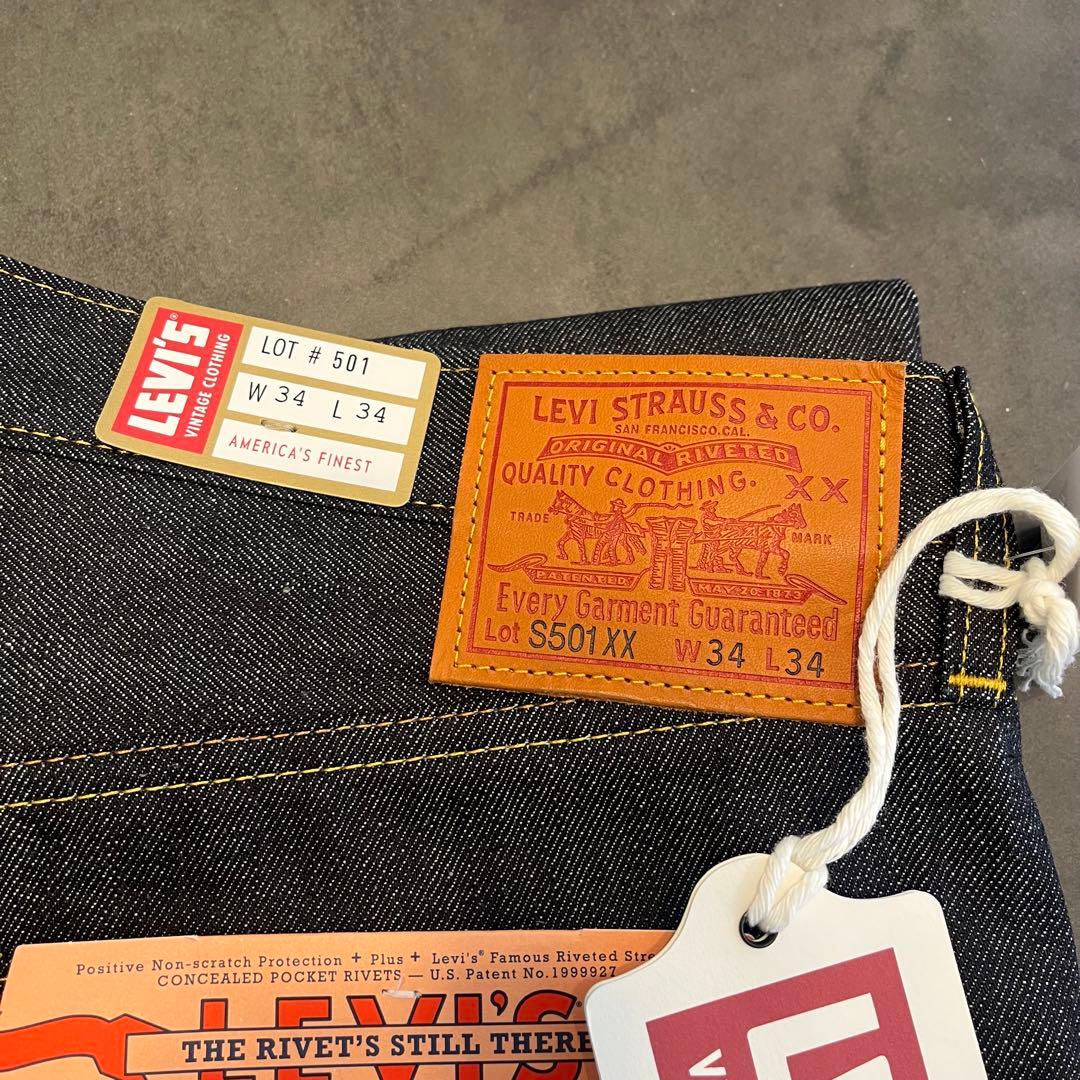 LEVI'S®
VINTAGE CLOTHING
LOT # 501
W 34 L 34
AMERICA'S FINEST
LEVI STRAUSS & CO.
SAN FRANCISCO.CAL.
ORIGINAL RIVETED
QUALITY CLOTHING. XX
TRADE MARK
PATENTED MAY 20 1873
Every Garment Guaranteed
Lot S501XX W34 L34
Positive Non-scratch Protection + Plus + Levi's® Famous Riveted
CONCEALED POCKET RIVETS — U.S. Patent No. 1999927
LEVI'S®
THE RIVET'S STILL THERE